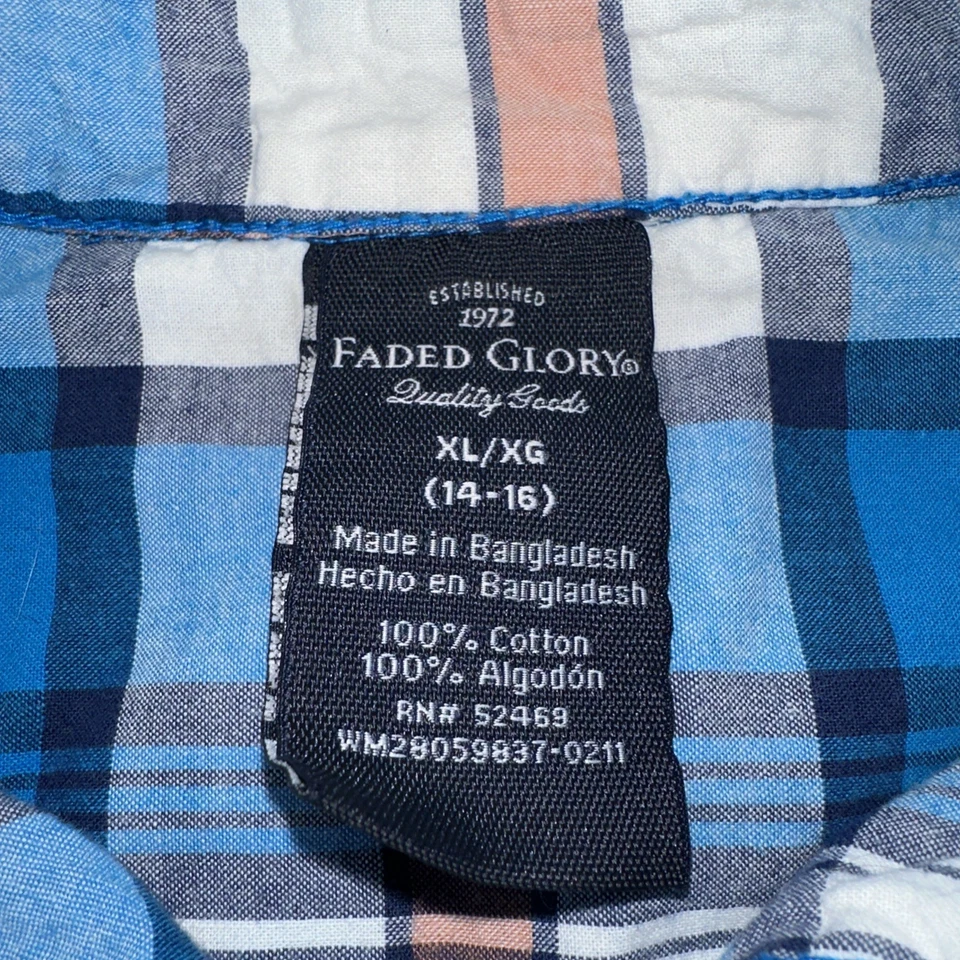 ESTABLISHED
1972
FADED GLORY®
Quality Goods
XL/XG
(14-16)
Made in Bangladesh
Hecho en Bangladesh
100% Cotton
100% Algodón
RN# 52469
WM28059837-0211